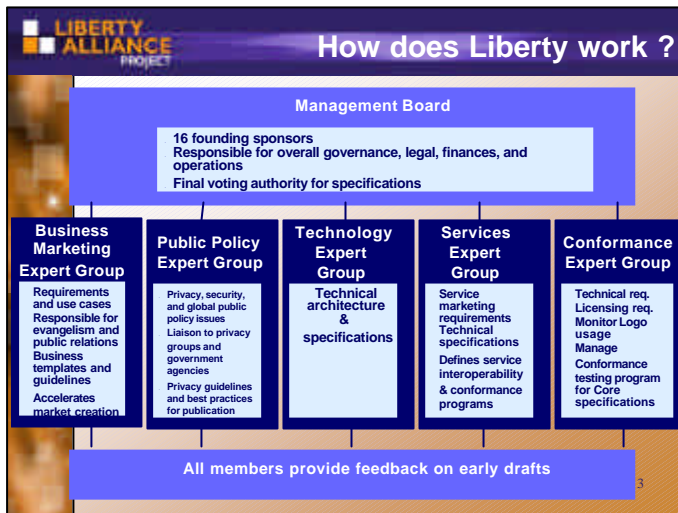 LIBERTY
ALLIANCE
PROJECT
How does Liberty work ?
Management Board
16 founding sponsors
Responsible for overall governance, legal, finances, and
operations
Final voting authority for specifications
Business
Marketing
Expert Group
Requirements
and use cases
Responsible for
evangelism and
public relations
Business
templates and
guidelines
Accelerates
market creation
Public Policy
Expert Group
Privacy, security,
and global public
policy issues
Liaison to privacy
groups and
government
agencies
Privacy guidelines
and best practices
for publication
Technology
Expert
Group
Technical
architecture
&
specifications
Services
Expert
Group
Service
marketing
requirements
Technical
specifications
Defines service
interoperability
& conformance
programs
Conformance
Expert Group
Technical req.
Licensing req.
Monitor Logo
usage
Manage
Conformance
testing program
for Core
specifications
All members provide feedback on early drafts
3